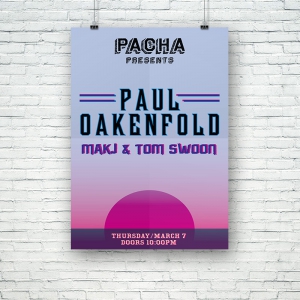 PACHA
PRESENTS
PAUL
OAKENFOLD
MAKJ & TOM SWOON
THURSDAY/MARCH 7
DOORS 10:00PM